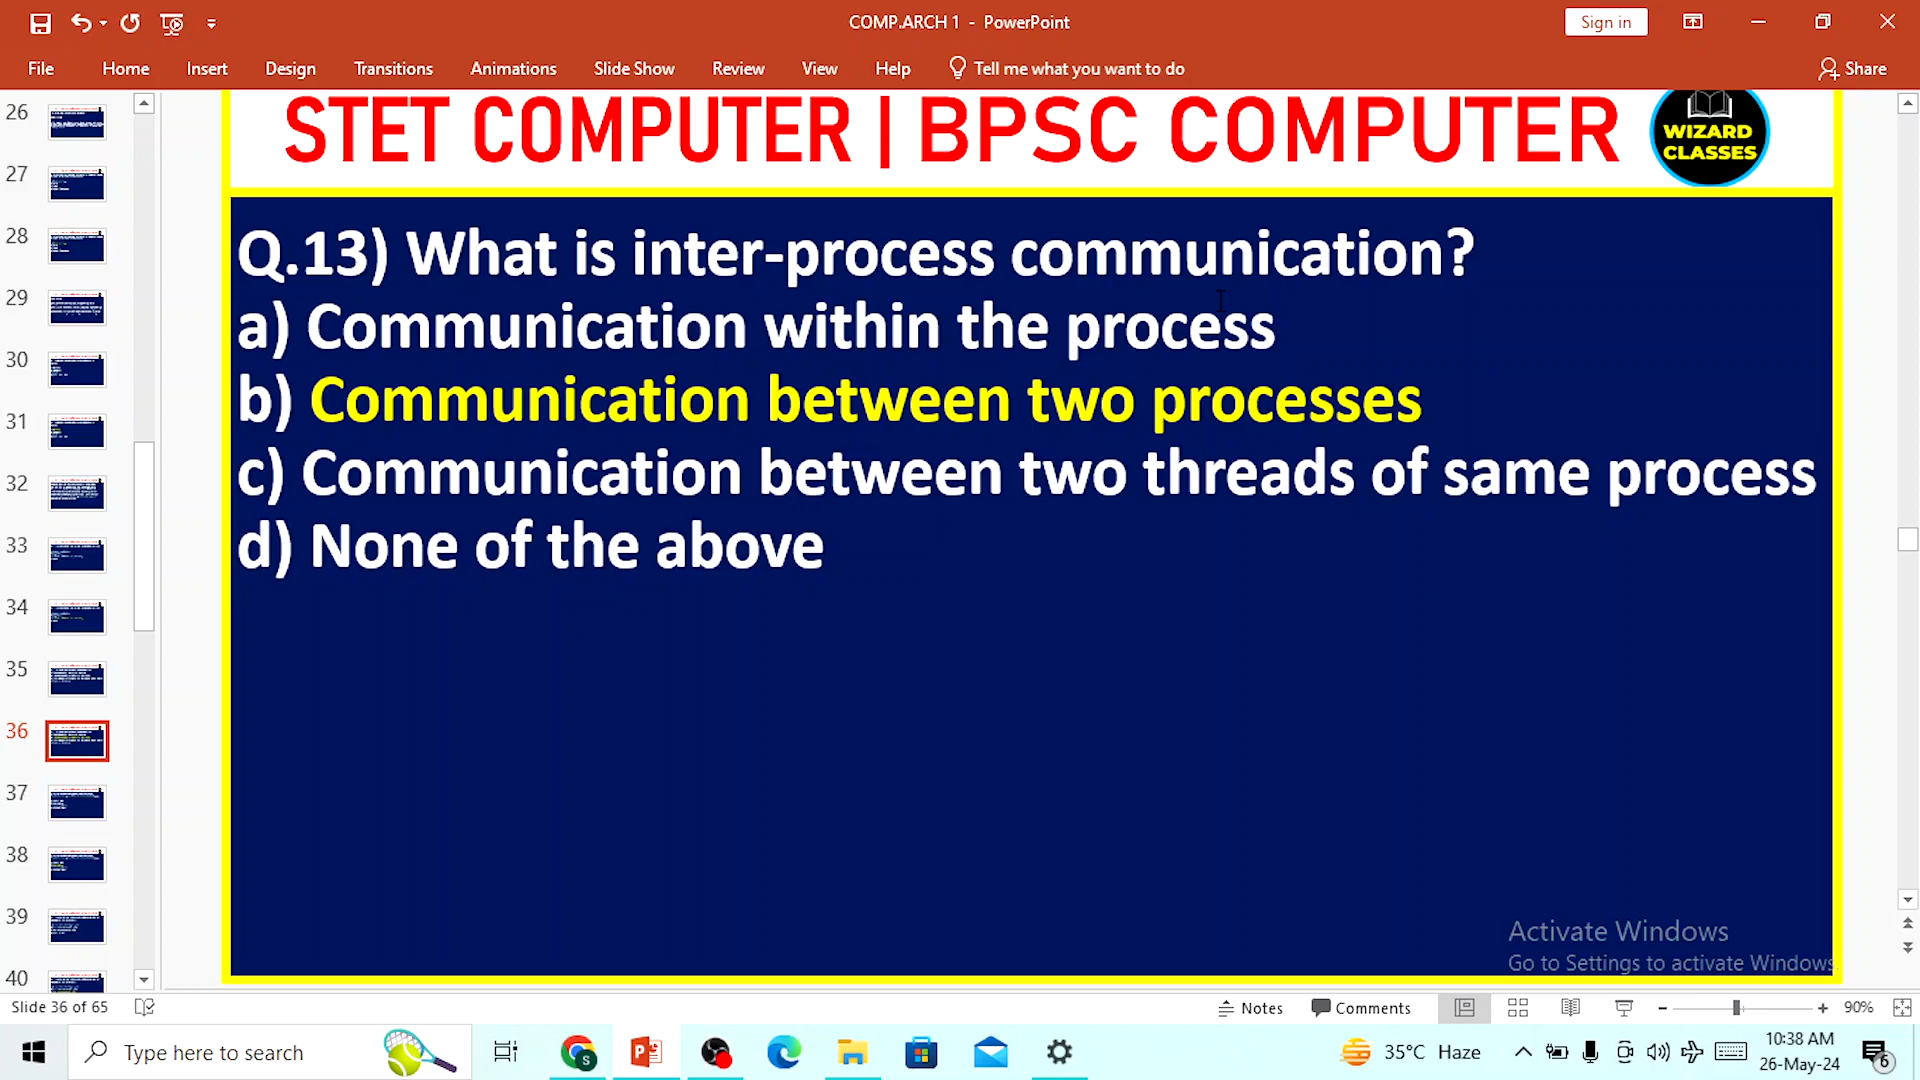 COMP.ARCH 1 - PowerPoint
Sign in
File Home Insert Design Transitions Animations Slide Show Review View Help Tell me what you want to do Share
STET COMPUTER | BPSC COMPUTER
WIZARD
CLASSES
Q.13) What is inter-process communication?
a) Communication within the process
b) Communication between two processes
c) Communication between two threads of same process
d) None of the above
26
27
28
29
30
31
32
33
34
35
36
37
38
39
40
Activate Windows
Go to Settings to activate Windows.
Slide 36 of 65 Notes Comments 90%
Type here to search 35°C Haze 10:38 AM
26-May-24 6